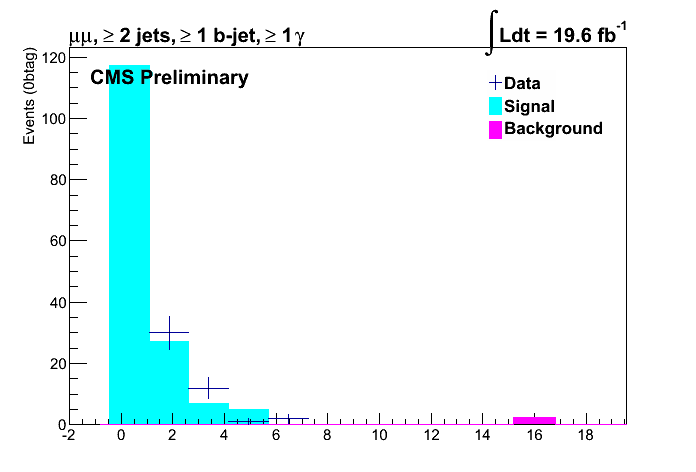 μμ, ≥ 2 jets, ≥ 1 b-jet, ≥ 1 γ
∫ Ldt = 19.6 fb⁻¹
CMS Preliminary
Data
Signal
Background
Events (0btag)
120
100
80
60
40
20
0
-2 0 2 4 6 8 10 12 14 16 18